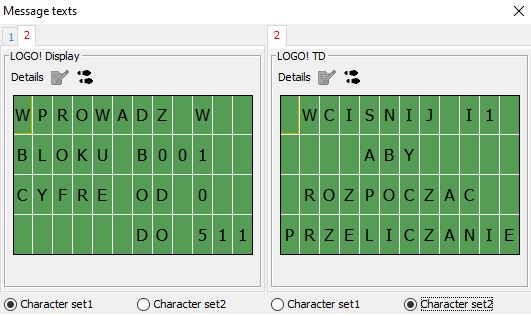 Message texts
1 2
LOGO! Display
Details
WPROWADZ W
BLOKU B001
CYFRE OD 0
DO 511
Character set1 Character set2
2
LOGO! TD
Details
WCISNIJ I1
ABY
ROZPOCZAC
PRZELICZANIE
Character set1 Character set2